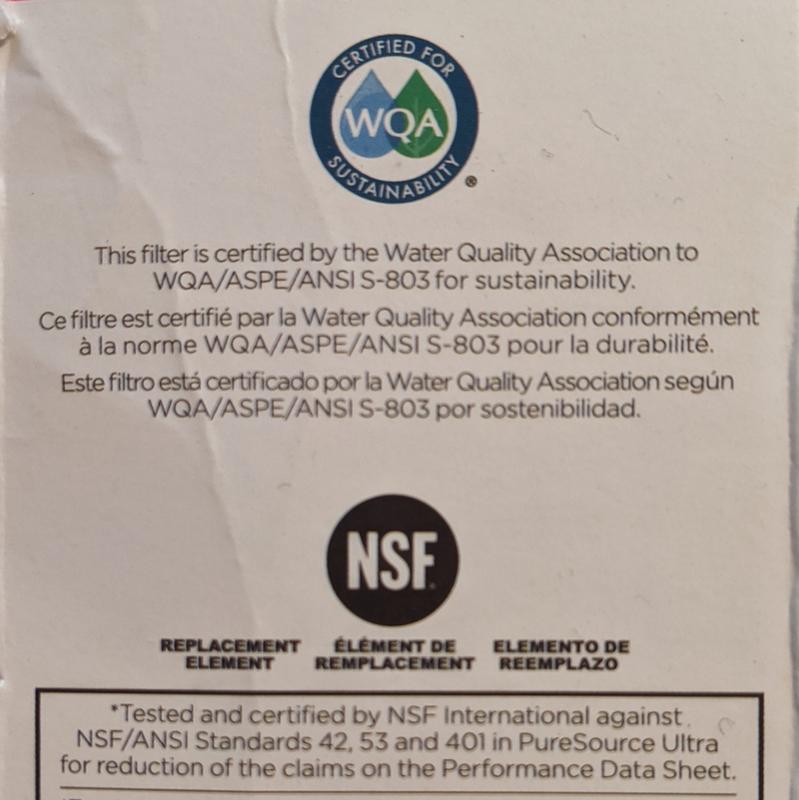 CERTIFIED FOR
WQA
SUSTAINABILITY
®
This filter is certified by the Water Quality Association to
WQA/ASPE/ANSI S-803 for sustainability.
Ce filtre est certifié par la Water Quality Association conformément
à la norme WQA/ASPE/ANSI S-803 pour la durabilité.
Este filtro está certificado por la Water Quality Association según
WQA/ASPE/ANSI S-803 por sostenibilidad.
NSF
REPLACEMENT ÉLÉMENT DE ELEMENTO DE
ELEMENT REMPLACEMENT REEMPLAZO
*Tested and certified by NSF International against
NSF/ANSI Standards 42, 53 and 401 in PureSource Ultra
for reduction of the claims on the Performance Data Sheet.